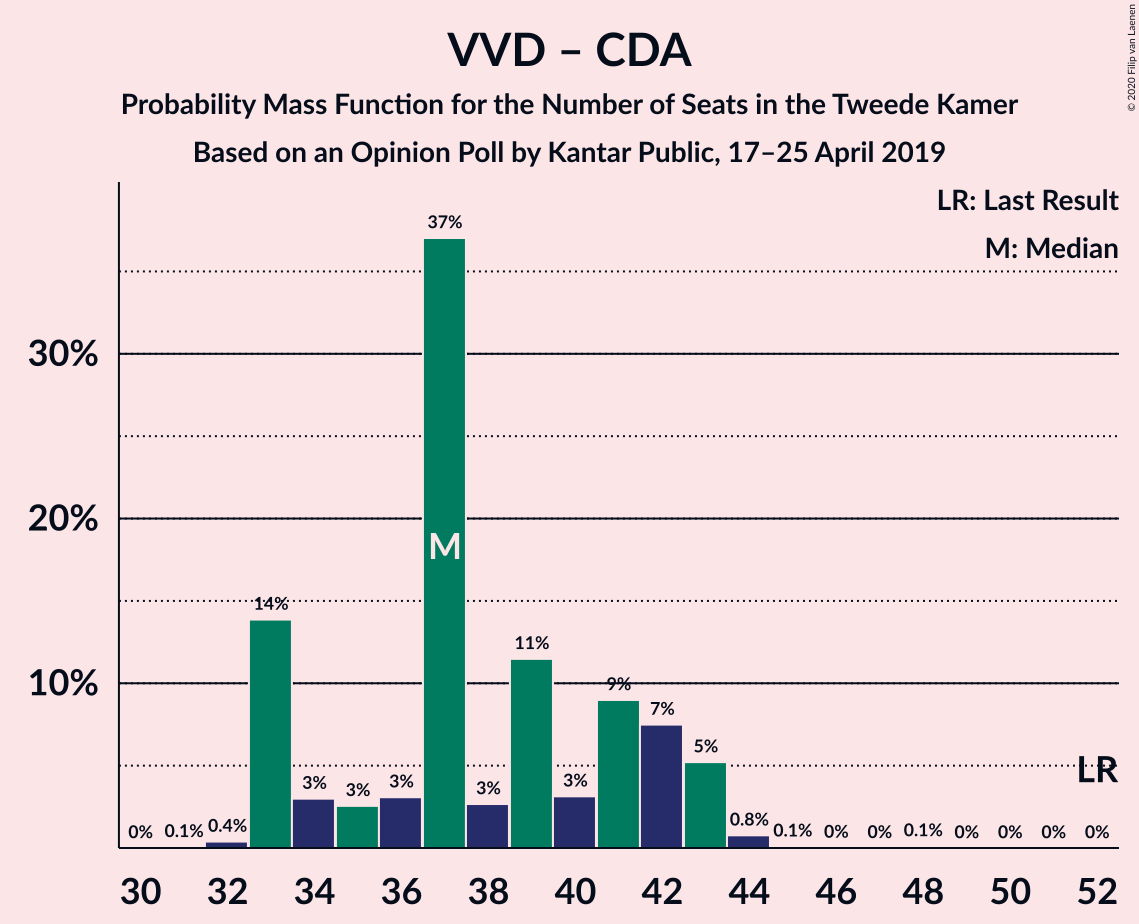 VVD – CDA
Probability Mass Function for the Number of Seats in the Tweede Kamer
Based on an Opinion Poll by Kantar Public, 17–25 April 2019
© 2020 Filip van Laenen
LR: Last Result
M: Median
30%
20%
10%
0% 0.1% 0.4% 14% 3% 3% 3% 37% 3% 11% 3% 9% 7% 5% 0.8% 0.1% 0% 0% 0.1% 0% 0% 0% 0%
M
LR
30 32 34 36 38 40 42 44 46 48 50 52